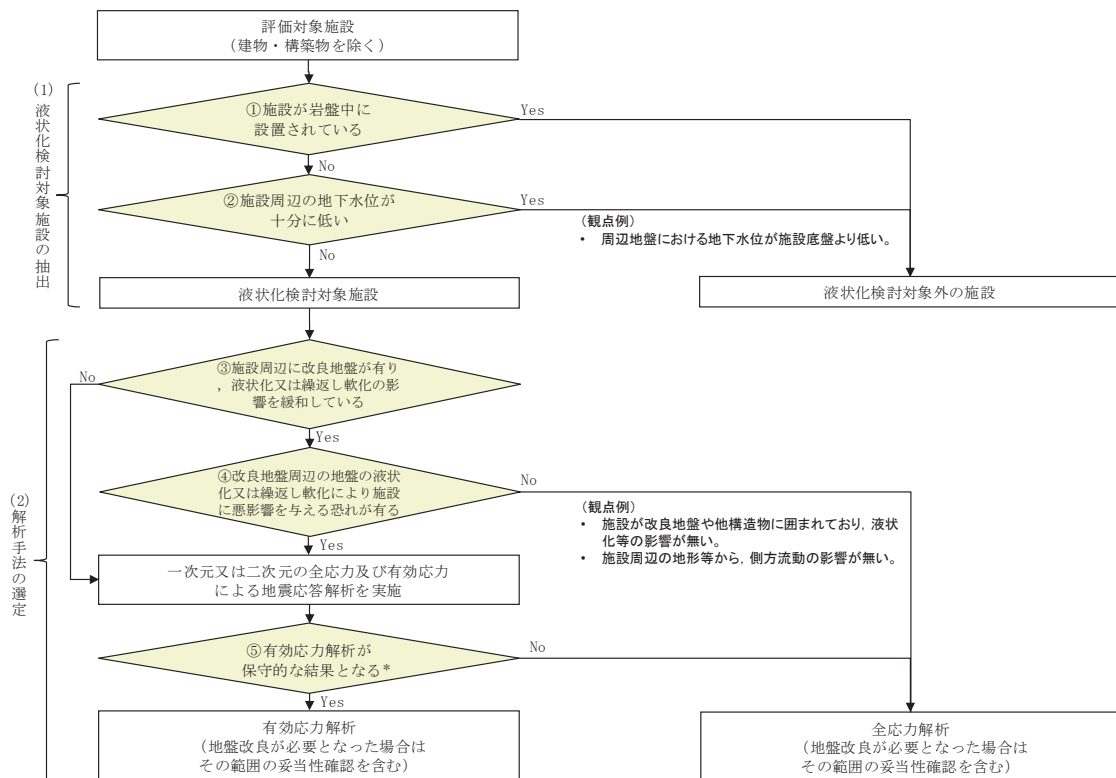 評価対象施設
（建物・構築物を除く）
(1)
液状化検討対象施設の抽出
①施設が岩盤中に
設置されている
Yes
No
②施設周辺の地下水位が
十分に低い
Yes
（観点例）
• 周辺地盤における地下水位が施設底盤より低い。
No
液状化検討対象施設
液状化検討対象外の施設
(2)
解析手法の選定
③施設周辺に改良地盤が有り
，液状化又は繰返し軟化の影
響を緩和している
No
Yes
④改良地盤周辺の地盤の液状
化又は繰返し軟化により施設
に悪影響を与える恐れが有る
No
（観点例）
• 施設が改良地盤や他構造物に囲まれており，液状
化等の影響が無い。
• 施設周辺の地形等から，側方流動の影響が無い。
Yes
一次元又は二次元の全応力及び有効応力
による地震応答解析を実施
⑤有効応力解析が
保守的な結果となる*
No
Yes
有効応力解析
（地盤改良が必要となった場合は
その範囲の妥当性確認を含む）
全応力解析
（地盤改良が必要となった場合は
その範囲の妥当性確認を含む）